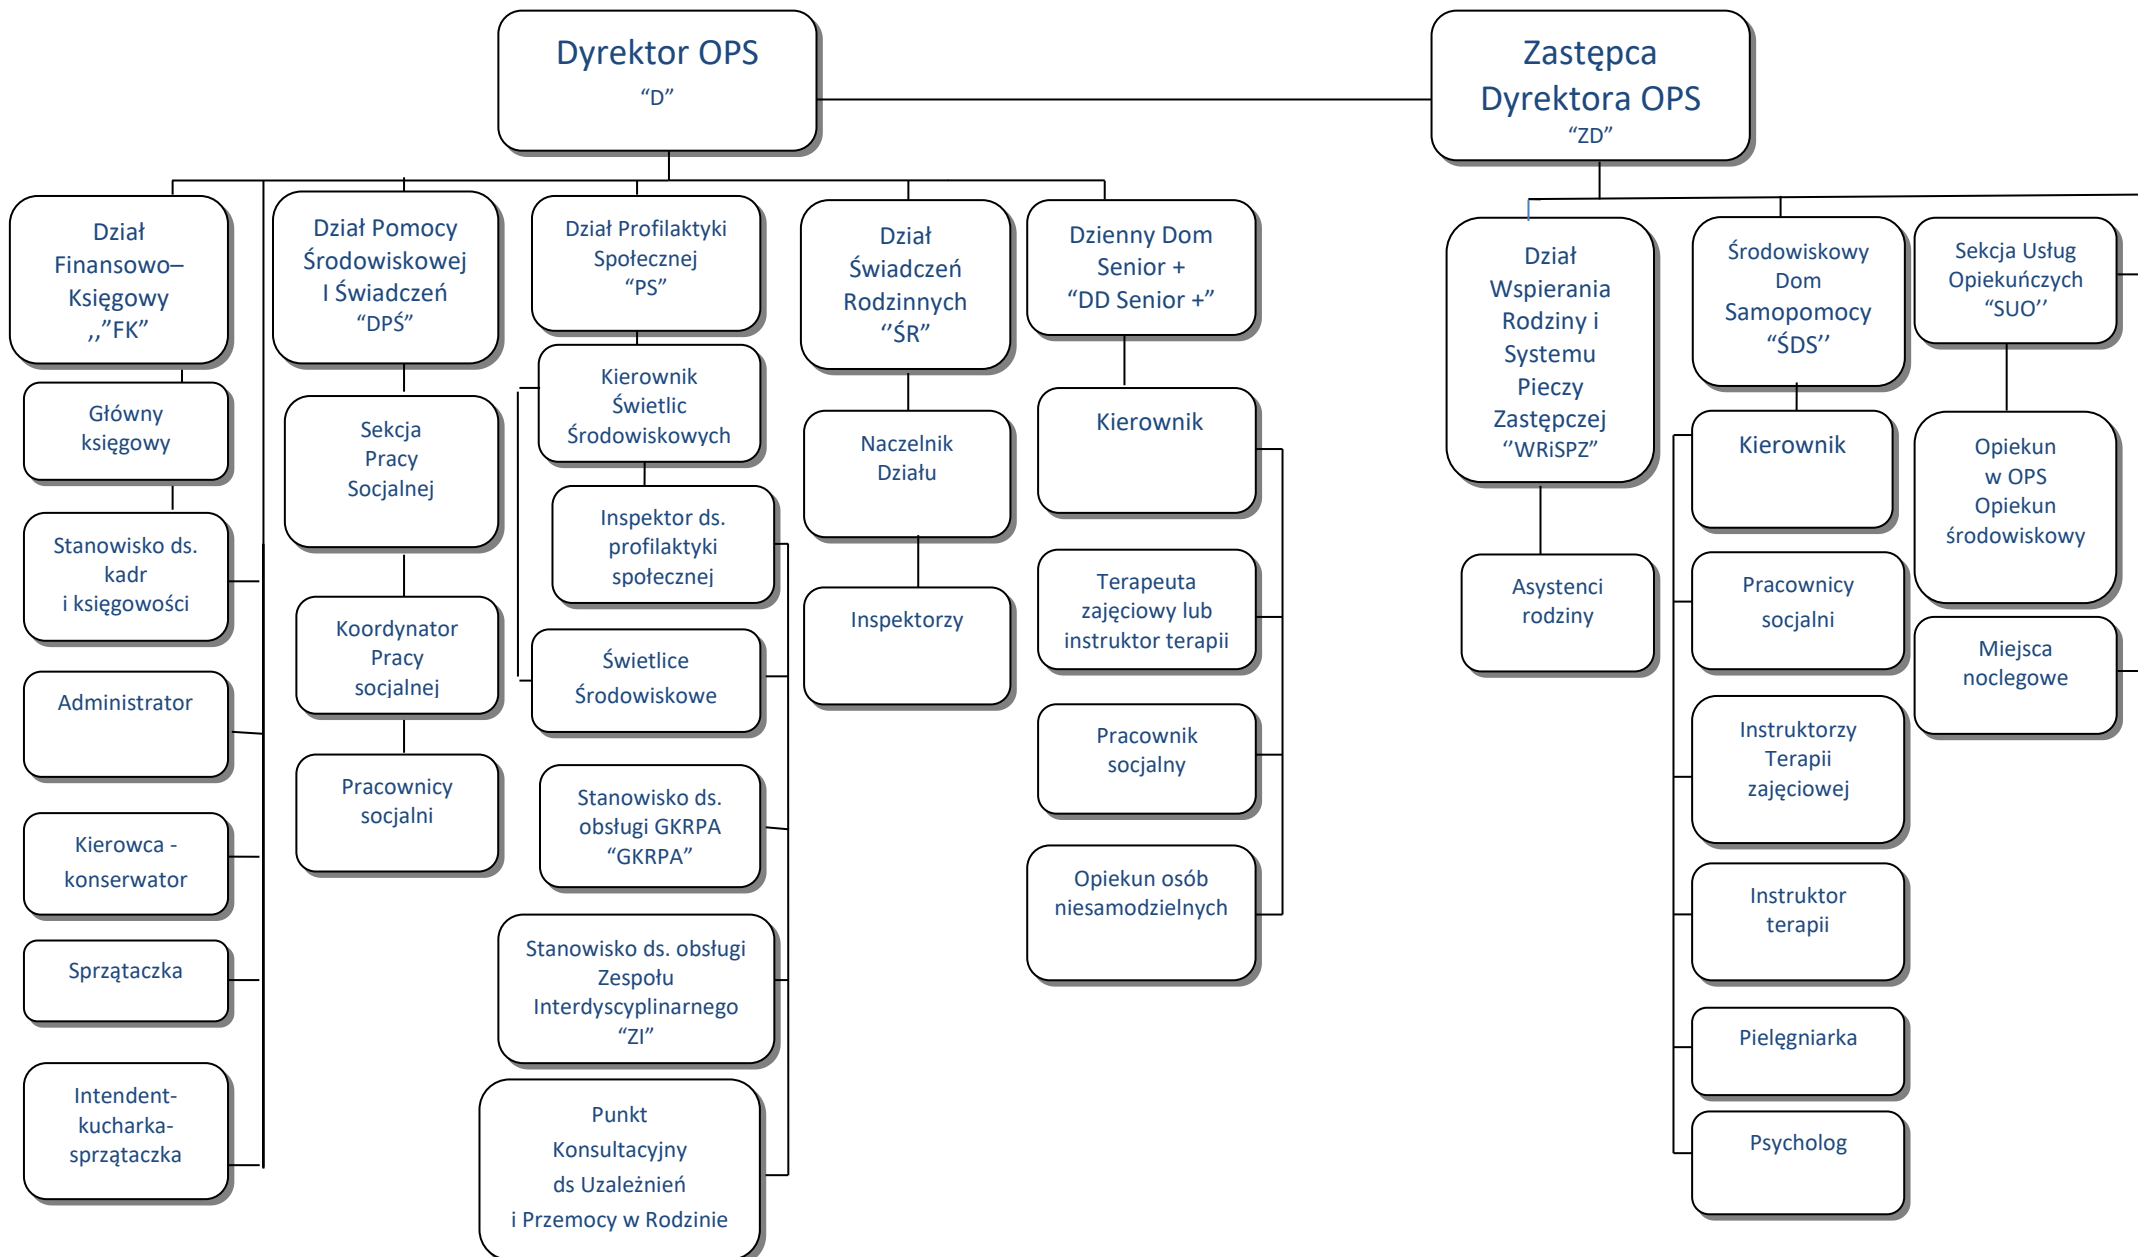 Dyrektor OPS
“D”
Zastępca
Dyrektora OPS
“ZD”
Dział
Finansowo–
Księgowy
,,”FK”
Główny
księgowy
Stanowisko ds.
kadr
i księgowości
Administrator
Kierowca -
konserwator
Sprzątaczka
Intendent-
kucharka-
sprzątaczka
Dział Pomocy
Środowiskowej
I Świadczeń
“DPŚ”
Sekcja
Pracy
Socjalnej
Koordynator
Pracy
socjalnej
Pracownicy
socjalni
Dział Profilaktyki
Społecznej
“PS”
Kierownik
Świetlic
Środowiskowych
Inspektor ds.
profilaktyki
społecznej
Świetlice
Środowiskowe
Stanowisko ds.
obsługi GKRPA
“GKRPA”
Stanowisko ds. obsługi
Zespołu
Interdyscyplinarnego
“ZI”
Punkt
Konsultacyjny
ds Uzależnień
i Przemocy w Rodzinie
Dział
Świadczeń
Rodzinnych
‘’ŚR”
Naczelnik
Działu
Inspektorzy
Dzienny Dom
Senior +
“DD Senior +”
Kierownik
Terapeuta
zajęciowy lub
instruktor terapii
Pracownik
socjalny
Opiekun osób
niesamodzielnych
Dział
Wspierania
Rodziny i
Systemu
Pieczy
Zastępczej
‘’WRiSPZ”
Asystenci
rodziny
Środowiskowy
Dom
Samopomocy
“ŚDS’’
Kierownik
Pracownicy
socjalni
Instruktorzy
Terapii
zajęciowej
Instruktor
terapii
Pielęgniarka
Psycholog
Sekcja Usług
Opiekuńczych
“SUO’’
Opiekun
w OPS
Opiekun
środowiskowy
Miejsca
noclegowe